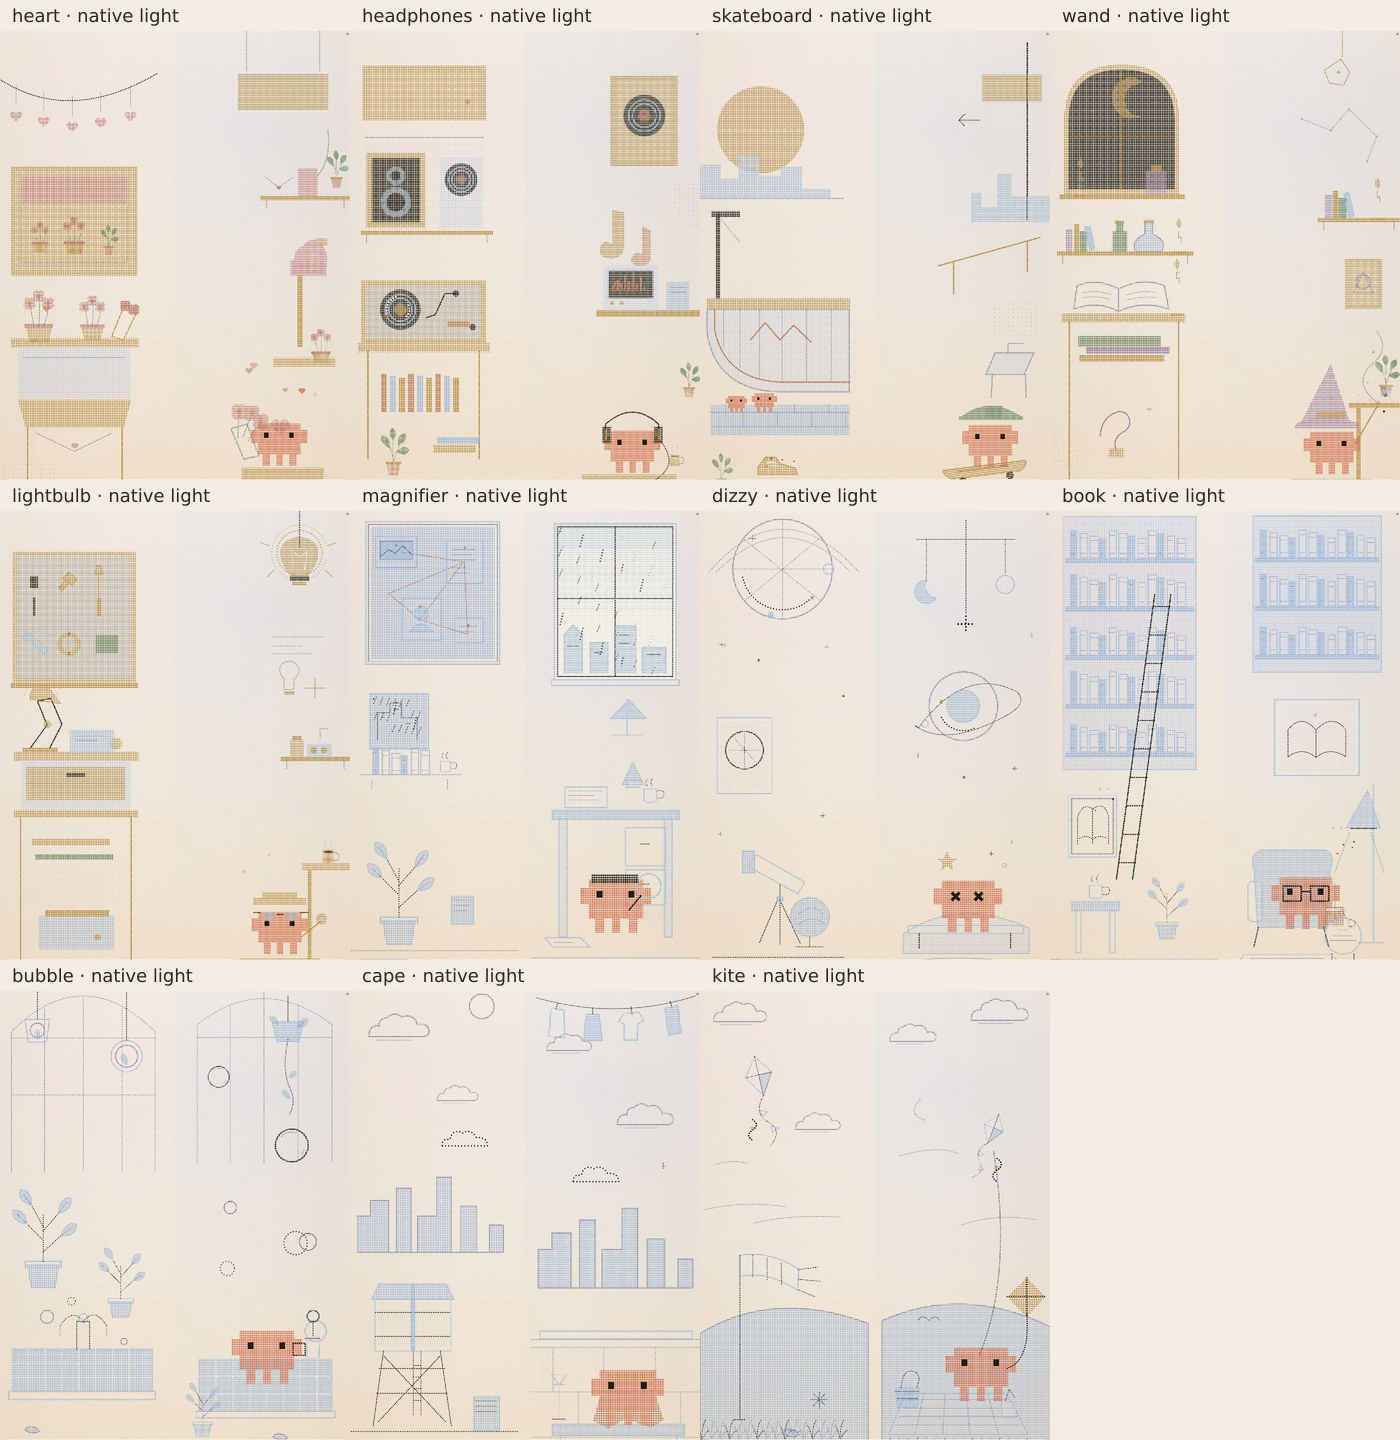 heart · native light
headphones · native light
skateboard · native light
wand · native light
lightbulb · native light
magnifier · native light
dizzy · native light
book · native light
bubble · native light
cape · native light
kite · native light